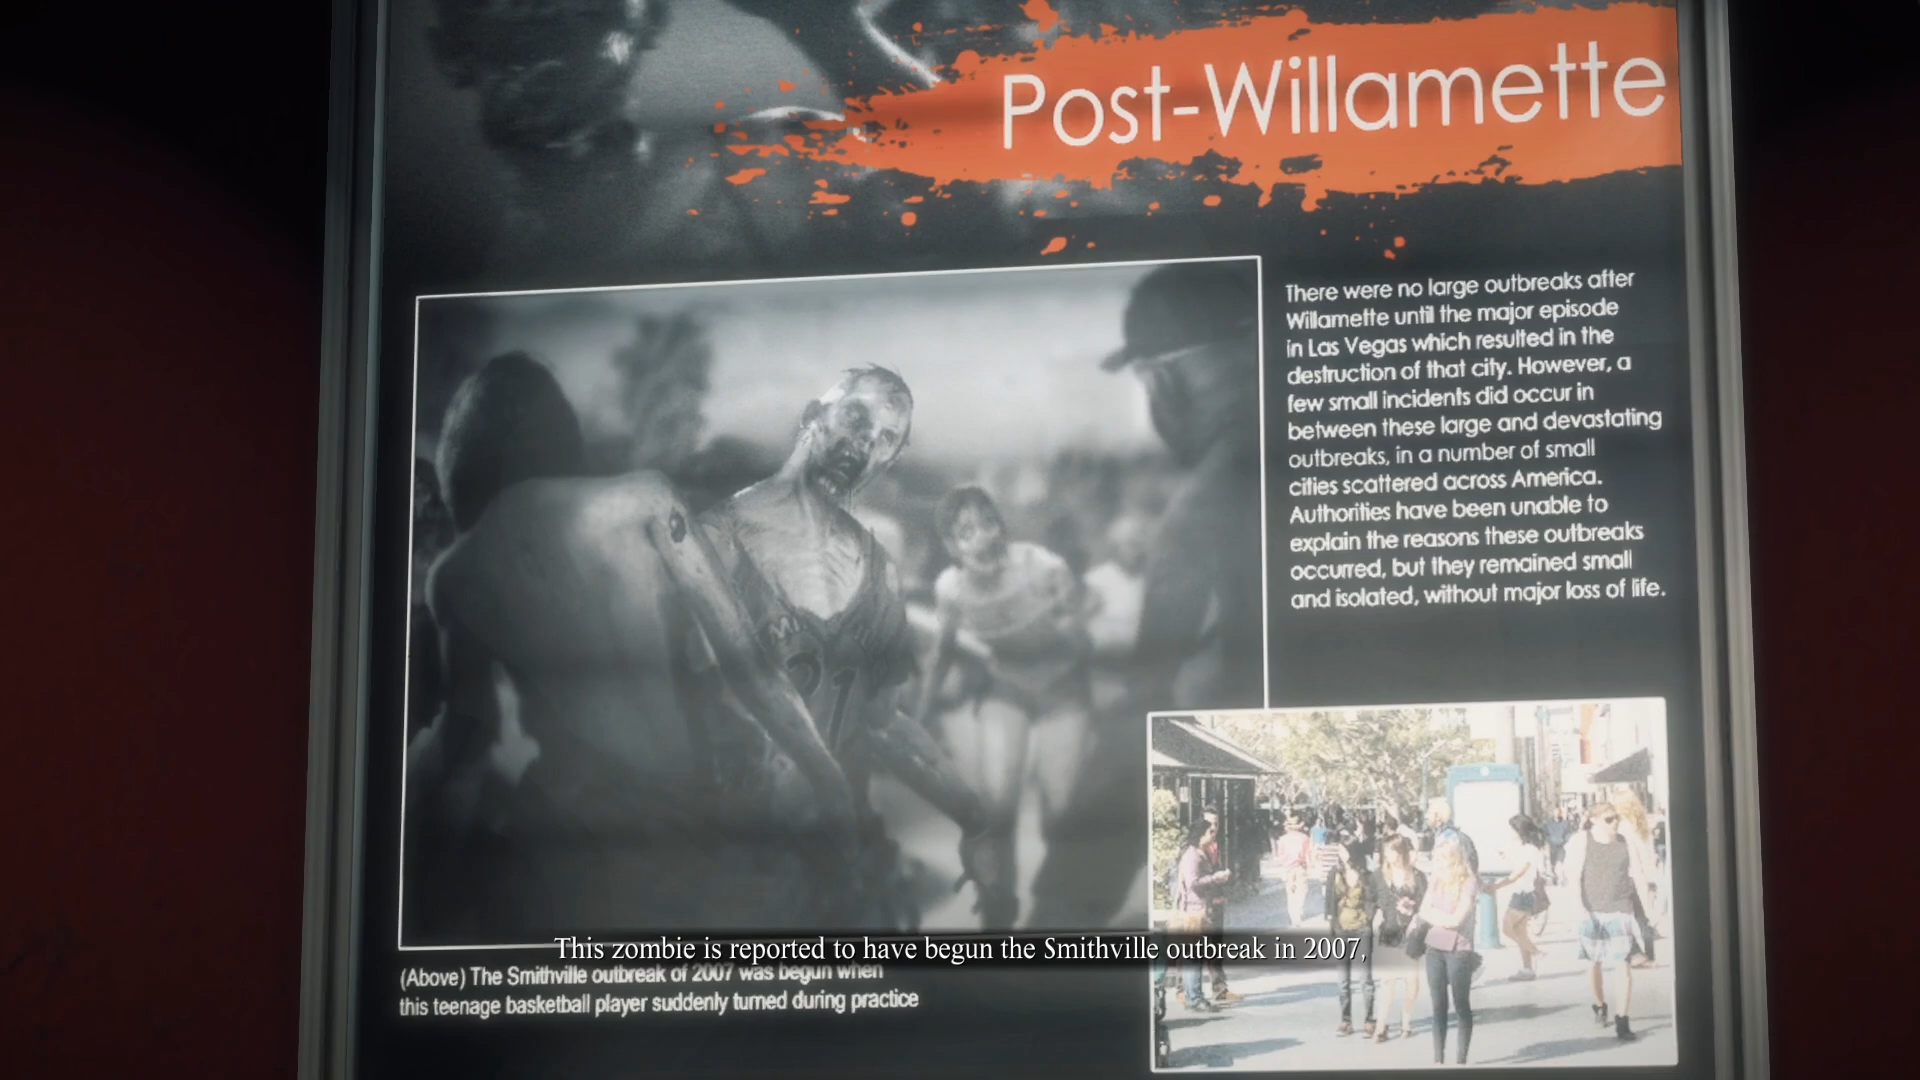 Post-Willamette
There were no large outbreaks after
Willamette until the major episode
in Las Vegas which resulted in the
destruction of that city. However, a
few small incidents did occur in
between these large and devastating
outbreaks, in a number of small
cities scattered across America.
Authorities have been unable to
explain the reasons these outbreaks
occurred, but they remained small
and isolated, without major loss of life.
21
This zombie is reported to have begun the Smithville outbreak in 2007,
(Above) The Smithville outbreak of 2007 was begun when
this teenage basketball player suddenly turned during practice